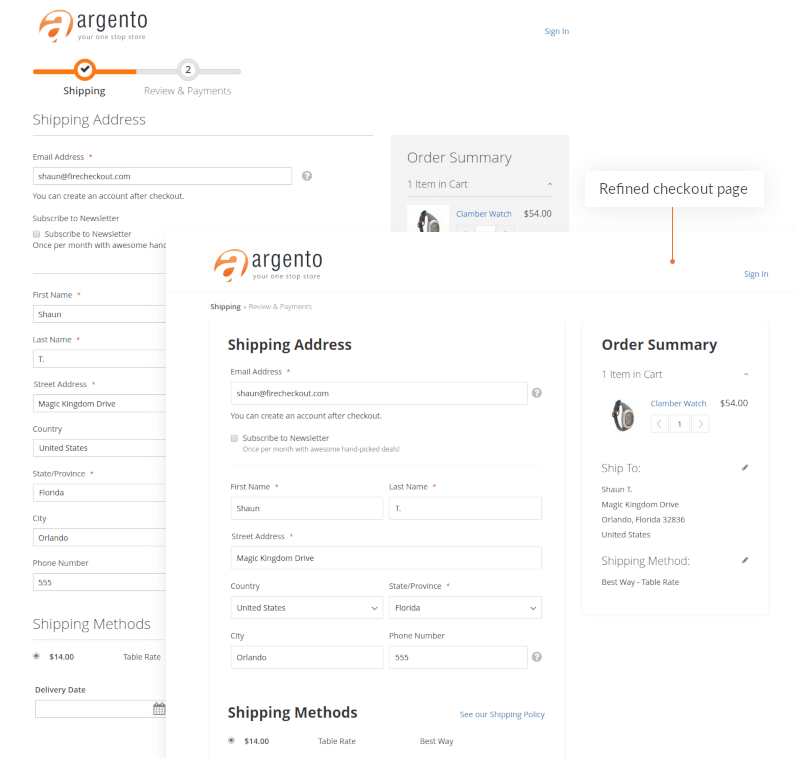 argento
your one stop store
Sign In
2
Shipping
Review & Payments
Shipping Address
Email Address *
shaun@firecheckout.com
?
You can create an account after checkout.
Subscribe to Newsletter
Subscribe to Newsletter
Once per month with awesome hand
First Name *
Shaun
Last Name *
T.
Street Address *
Magic Kingdom Drive
Country
United States
State/Province *
Florida
City
Orlando
Phone Number
555
Shipping Methods
$14.00 Table Rate
Delivery Date
Order Summary
1 Item in Cart
Clamber Watch $54.00
Refined checkout page
argento
your one stop store
Sign In
Shipping › Review & Payments
Shipping Address
Email Address *
shaun@firecheckout.com
?
You can create an account after checkout.
Subscribe to Newsletter
Once per month with awesome hand-picked deals!
First Name * Last Name *
Shaun T.
Street Address *
Magic Kingdom Drive
Country State/Province *
United States Florida
City Phone Number
Orlando 555 ?
Shipping Methods See our Shipping Policy
$14.00 Table Rate Best Way
Order Summary
1 Item in Cart
Clamber Watch $54.00
1
Ship To:
Shaun T.
Magic Kingdom Drive
Orlando, Florida 32836
United States
Shipping Method:
Best Way - Table Rate